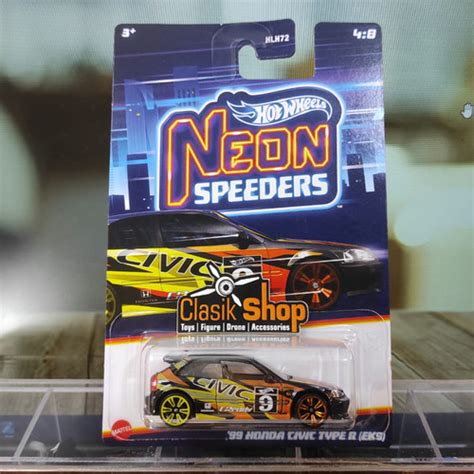 3+
HLH72
4:8
Hot Wheels
NEON
SPEEDERS
CIVIC
Clasik Shop
Toys | Figure | Drone | Accessories
CIVIC
GReddy
9
MATTEL
'99 HONDA CIVIC TYPE R (EK9)